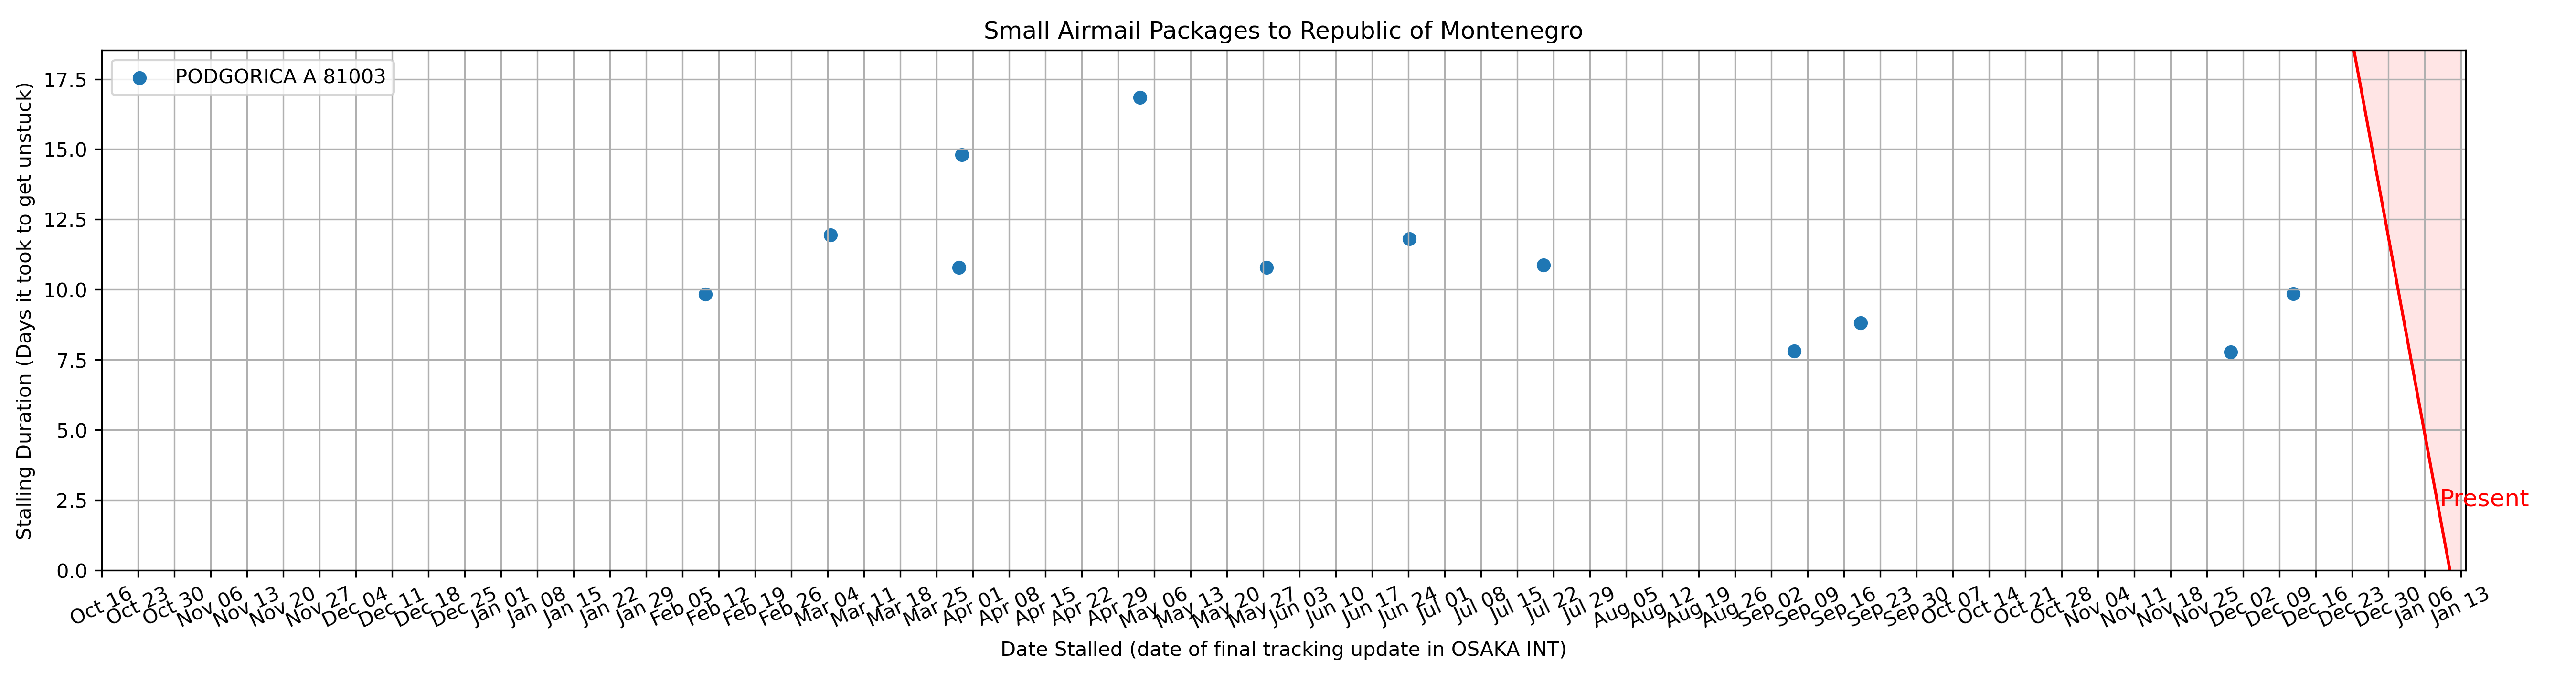 Small Airmail Packages to Republic of Montenegro
PODGORICA A 81003
Stalling Duration (Days it took to get unstuck)
17.5
15.0
12.5
10.0
7.5
5.0
2.5
0.0
Present
Oct 16 Oct 23 Oct 30 Nov 06 Nov 13 Nov 20 Nov 27 Dec 04 Dec 11 Dec 18 Dec 25 Jan 01 Jan 08 Jan 15 Jan 22 Jan 29 Feb 05 Feb 12 Feb 19 Feb 26 Mar 04 Mar 11 Mar 18 Mar 25 Apr 01 Apr 08 Apr 15 Apr 22 Apr 29 May 06 May 13 May 20 May 27 Jun 03 Jun 10 Jun 17 Jun 24 Jul 01 Jul 08 Jul 15 Jul 22 Jul 29 Aug 05 Aug 12 Aug 19 Aug 26 Sep 02 Sep 09 Sep 16 Sep 23 Sep 30 Oct 07 Oct 14 Oct 21 Oct 28 Nov 04 Nov 11 Nov 18 Nov 25 Dec 02 Dec 09 Dec 16 Dec 23 Dec 30 Jan 06 Jan 13
Date Stalled (date of final tracking update in OSAKA INT)